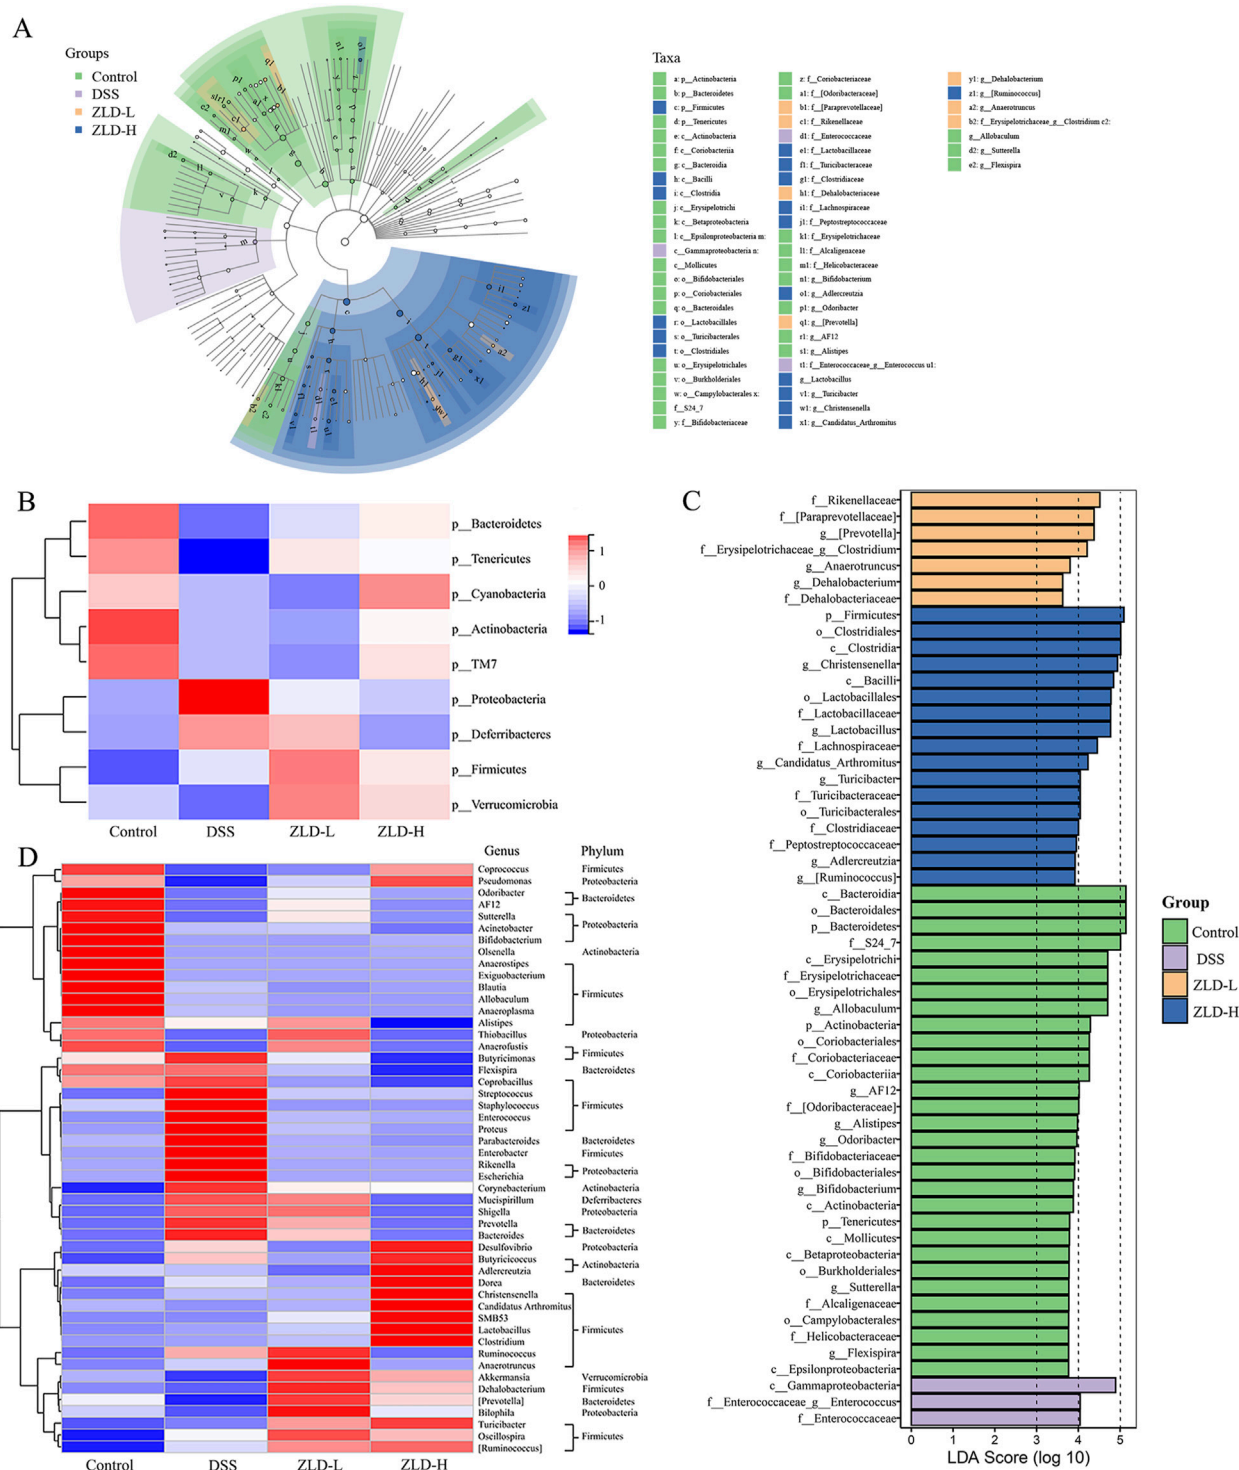 A
Groups
Control
DSS
ZLD-L
ZLD-H
Taxa
a: p__Actinobacteria
b: p__Bacteroidetes
c: p__Firmicutes
d: p__Tenericutes
e: c__Actinobacteria
f: c__Coriobacteriia
g: c__Bacteroidia
h: c__Bacilli
i: c__Clostridia
j: c__Erysipelotrichi
k: c__Betaproteobacteria
l: c__Epsilonproteobacteria m:
c__Gammaproteobacteria n:
c__Mollicutes
o: o__Bifidobacteriales
p: o__Coriobacteriales
q: o__Bacteroidales
r: o__Lactobacillales
s: o__Turicibacterales
t: o__Clostridiales
u: o__Erysipelotrichales
v: o__Burkholderiales
w: o__Campylobacterales x:
f__S24_7
y: f__Bifidobacteriaceae
z: f__Coriobacteriaceae
a1: f__[Odoribacteraceae]
b1: f__[Paraprevotellaceae]
c1: f__Rikenellaceae
d1: f__Enterococcaceae
e1: f__Lactobacillaceae
f1: f__Turicibacteraceae
g1: f__Clostridiaceae
h1: f__Dehalobacteriaceae
i1: f__Lachnospiraceae
j1: f__Peptostreptococcaceae
k1: f__Erysipelotrichaceae
l1: f__Alcaligenaceae
m1: f__Helicobacteraceae
n1: g__Bifidobacterium
o1: g__Adlercreutzia
p1: g__Odoribacter
q1: g__[Prevotella]
r1: g__AF12
s1: g__Alistipes
t1: f__Enterococcaceae_g__Enterococcus u1:
g__Lactobacillus
v1: g__Turicibacter
w1: g__Christensenella
x1: g__Candidatus_Arthromitus
y1: g__Dehalobacterium
z1: g__[Ruminococcus]
a2: g__Anaerotruncus
b2: f__Erysipelotrichaceae_g__Clostridium c2:
g__Allobaculum
d2: g__Sutterella
e2: g__Flexispira
B
p__Bacteroidetes
p__Tenericutes
p__Cyanobacteria
p__Actinobacteria
p__TM7
p__Proteobacteria
p__Deferribacteres
p__Firmicutes
p__Verrucomicrobia
1
0
-1
Control DSS ZLD-L ZLD-H
C
f__Rikenellaceae
f__[Paraprevotellaceae]
g__[Prevotella]
f__Erysipelotrichaceae_g__Clostridium
g__Anaerotruncus
g__Dehalobacterium
f__Dehalobacteriaceae
p__Firmicutes
o__Clostridiales
c__Clostridia
g__Christensenella
c__Bacilli
o__Lactobacillales
f__Lactobacillaceae
g__Lactobacillus
f__Lachnospiraceae
g__Candidatus_Arthromitus
g__Turicibacter
f__Turicibacteraceae
o__Turicibacterales
f__Clostridiaceae
f__Peptostreptococcaceae
g__Adlercreutzia
g__[Ruminococcus]
c__Bacteroidia
o__Bacteroidales
p__Bacteroidetes
f__S24_7
c__Erysipelotrichi
f__Erysipelotrichaceae
o__Erysipelotrichales
g__Allobaculum
p__Actinobacteria
o__Coriobacteriales
f__Coriobacteriaceae
c__Coriobacteriia
g__AF12
f__[Odoribacteraceae]
g__Alistipes
g__Odoribacter
f__Bifidobacteriaceae
o__Bifidobacteriales
g__Bifidobacterium
c__Actinobacteria
p__Tenericutes
c__Mollicutes
c__Betaproteobacteria
o__Burkholderiales
g__Sutterella
f__Alcaligenaceae
o__Campylobacterales
f__Helicobacteraceae
g__Flexispira
c__Epsilonproteobacteria
c__Gammaproteobacteria
f__Enterococcaceae_g__Enterococcus
f__Enterococcaceae
0 1 2 3 4 5
LDA Score (log 10)
Group
Control
DSS
ZLD-L
ZLD-H
D
Genus Phylum
Coprococcus Firmicutes
Pseudomonas Proteobacteria
Odoribacter
AF12
Bacteroidetes
Sutterella
Acinetobacter
Bifidobacterium
Proteobacteria
Olsenella Actinobacteria
Anaerostipes
Exiguobacterium
Blautia
Allobaculum
Anaeroplasma
Alistipes
Firmicutes
Thiobacillus Proteobacteria
Anaerofustis
Butyricimonas
Firmicutes
Flexispira Bacteroidetes
Coprobacillus
Streptococcus
Staphylococcus
Enterococcus
Proteus
Firmicutes
Parabacteroides Bacteroidetes
Enterobacter Firmicutes
Rikenella
Escherichia
Proteobacteria
Corynebacterium Actinobacteria
Mucispirillum Deferribacteres
Shigella Proteobacteria
Prevotella
Bacteroides
Bacteroidetes
Desulfovibrio Proteobacteria
Butyricicoccus
Adlercreutzia
Actinobacteria
Dorea Bacteroidetes
Christensenella
Candidatus Arthromitus
SMB53
Lactobacillus
Clostridium
Ruminococcus
Anaerotruncus
Firmicutes
Akkermansia Verrucomicrobia
Dehalobacterium Firmicutes
[Prevotella] Bacteroidetes
Bilophila Proteobacteria
Turicibacter
Oscillospira
[Ruminococcus]
Firmicutes
Control DSS ZLD-L ZLD-H